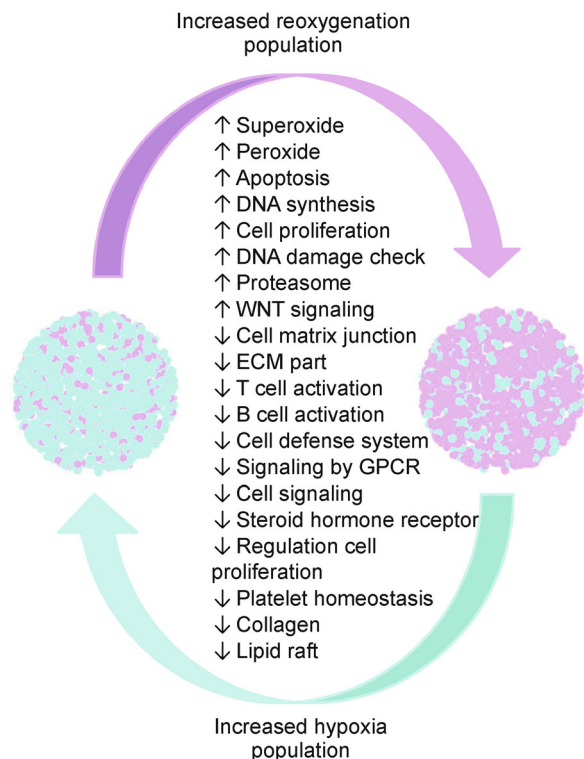 Increased reoxygenation
population
↑ Superoxide
↑ Peroxide
↑ Apoptosis
↑ DNA synthesis
↑ Cell proliferation
↑ DNA damage check
↑ Proteasome
↑ WNT signaling
↓ Cell matrix junction
↓ ECM part
↓ T cell activation
↓ B cell activation
↓ Cell defense system
↓ Signaling by GPCR
↓ Cell signaling
↓ Steroid hormone receptor
↓ Regulation cell
proliferation
↓ Platelet homeostasis
↓ Collagen
↓ Lipid raft
Increased hypoxia
population